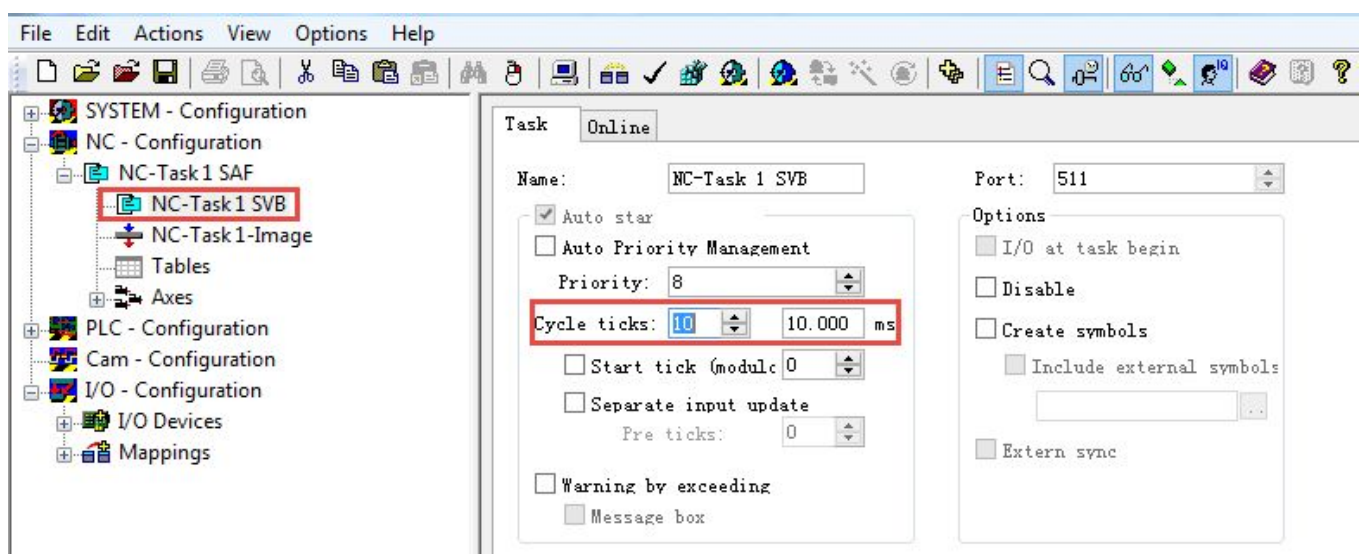 File Edit Actions View Options Help
SYSTEM - Configuration
NC - Configuration
NC-Task 1 SAF
NC-Task 1 SVB
NC-Task 1-Image
Tables
Axes
PLC - Configuration
Cam - Configuration
I/O - Configuration
I/O Devices
Mappings
Task Online
Name: NC-Task 1 SVB Port: 511
Auto star
Auto Priority Management
Priority: 8
Cycle ticks: 10 10.000 ms
Start tick (modulc 0
Separate input update
Pre ticks: 0
Warning by exceeding
Message box
Options
I/O at task begin
Disable
Create symbols
Include external symbols
..
Extern sync